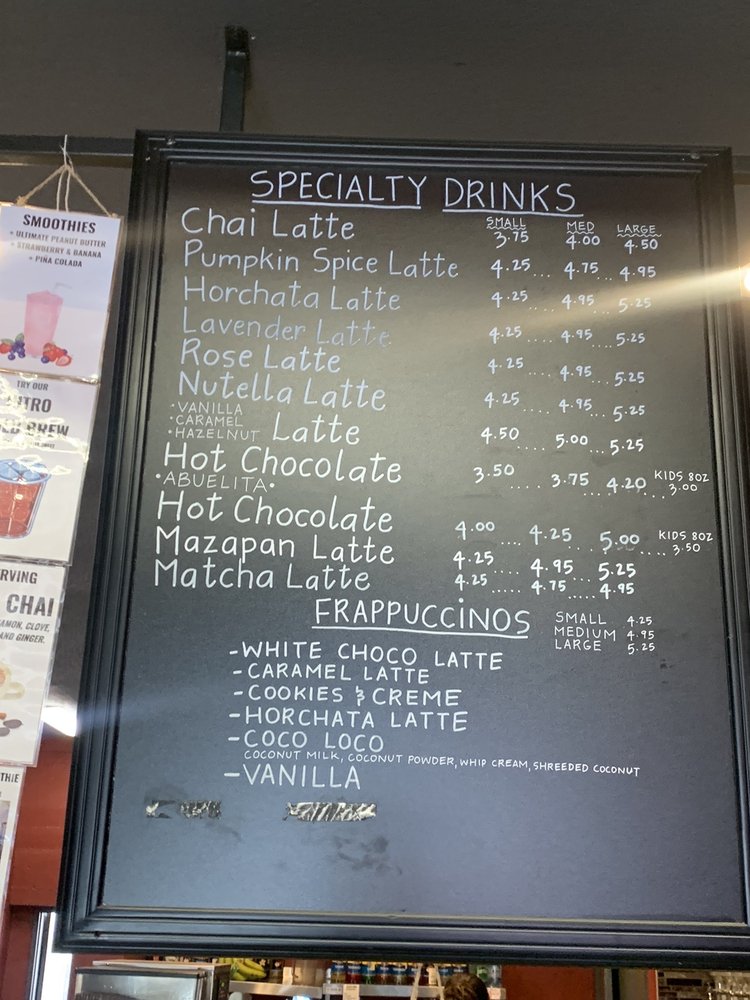 SPECIALTY DRINKS
SMALL MED LARGE
Chai Latte 3.75 4.00 4.50
Pumpkin Spice Latte 4.25... 4.75... 4.95
Horchata Latte 4.25..... 4.95... 5.25
Lavender Latte 4.25.... 4.95... 5.25
Rose Latte 4.25.... 4.95... 5.25
Nutella Latte 4.25.... 4.95... 5.25
•VANILLA
•CARAMEL
•HAZELNUT Latte 4.50.... 5.00... 5.25
Hot Chocolate 3.50.... 3.75.... 4.20.... KIDS 8OZ 3.00
•ABUELITA•
Hot Chocolate 4.00.... 4.25.... 5.00.... KIDS 8OZ 3.50
Mazapan Latte 4.25.... 4.95... 5.25
Matcha Latte 4.25..... 4.75..... 4.95
FRAPPUCCINOS
SMALL 4.25
MEDIUM 4.95
LARGE 5.25
-WHITE CHOCO LATTE
-CARAMEL LATTE
-COOKIES & CREME
-HORCHATA LATTE
-COCO LOCO
COCONUT MILK, COCONUT POWDER, WHIP CREAM, SHREEDED COCONUT
-VANILLA
SMOOTHIES
• ULTIMATE PEANUT BUTTER
• STRAWBERRY & BANANA
• PIÑA COLADA
TRY OUR
BREW
CHAI
CLOVE,
AND GINGER.